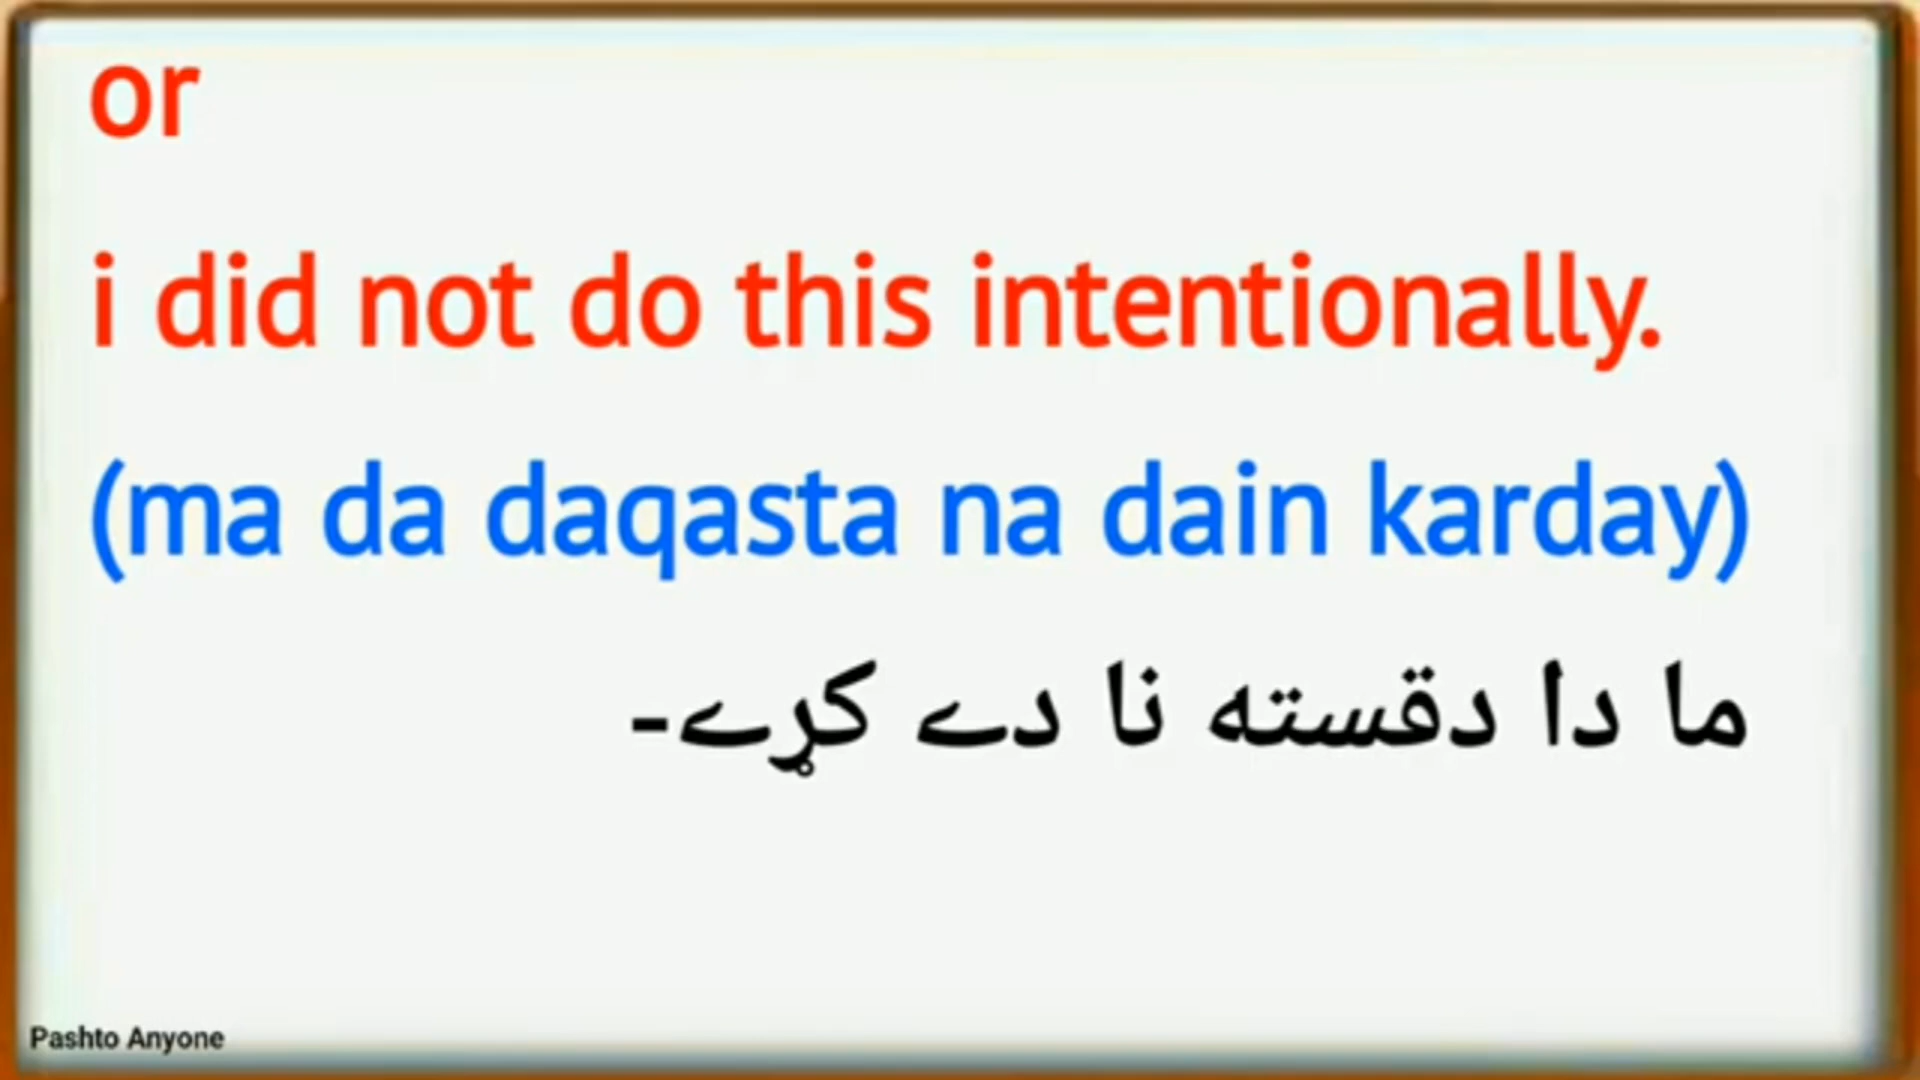 or
i did not do this intentionally.
(ma da daqasta na dain karday)
ما دا دقسته نا دے کړے-
Pashto Anyone